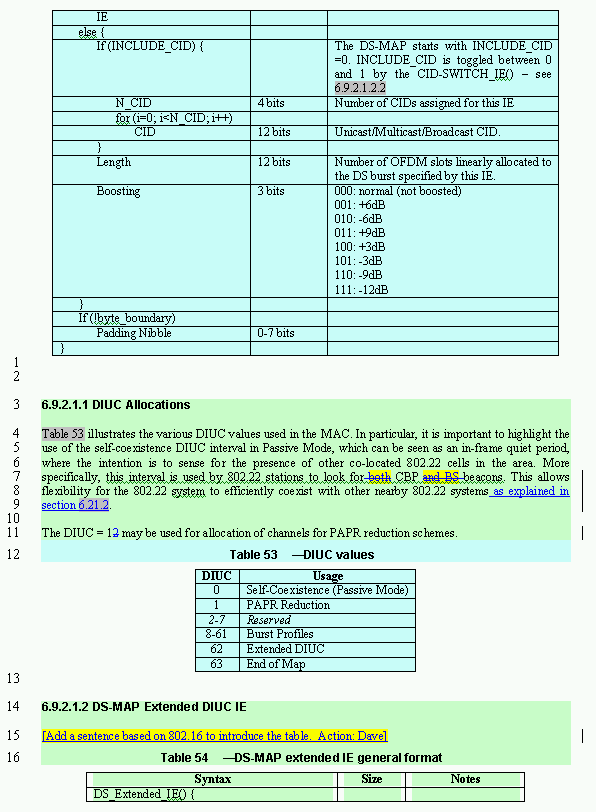 IE
else {
If (INCLUDE_CID) {
The DS-MAP starts with INCLUDE_CID
=0. INCLUDE_CID is toggled between 0
and 1 by the CID-SWITCH_IE() – see
6.9.2.1.2.2
N_CID 4 bits Number of CIDs assigned for this IE
for (i=0; i<N_CID; i++)
CID 12 bits Unicast/Multicast/Broadcast CID.
}
Length 12 bits Number of OFDM slots linearly allocated to
the DS burst specified by this IE.
Boosting 3 bits 000: normal (not boosted)
001: +6dB
010: -6dB
011: +9dB
100: +3dB
101: -3dB
110: -9dB
111: -12dB
}
If (!byte_boundary)
Padding Nibble 0-7 bits
}
1
2
3 6.9.2.1.1 DIUC Allocations
4 Table 53 illustrates the various DIUC values used in the MAC. In particular, it is important to highlight the
5 use of the self-coexistence DIUC interval in Passive Mode, which can be seen as an in-frame quiet period,
6 where the intention is to sense for the presence of other co-located 802.22 cells in the area. More
7 specifically, this interval is used by 802.22 stations to look for both CBP and BS beacons. This allows
8 flexibility for the 802.22 system to efficiently coexist with other nearby 802.22 systems as explained in
9 section 6.21.2.
10
11 The DIUC = 12 may be used for allocation of channels for PAPR reduction schemes.
12 Table 53 —DIUC values
DIUC Usage
0 Self-Coexistence (Passive Mode)
1 PAPR Reduction
2-7 Reserved
8-61 Burst Profiles
62 Extended DIUC
63 End of Map
13
14 6.9.2.1.2 DS-MAP Extended DIUC IE
15 [Add a sentence based on 802.16 to introduce the table. Action: Dave]
16 Table 54 —DS-MAP extended IE general format
Syntax Size Notes
DS_Extended_IE() {